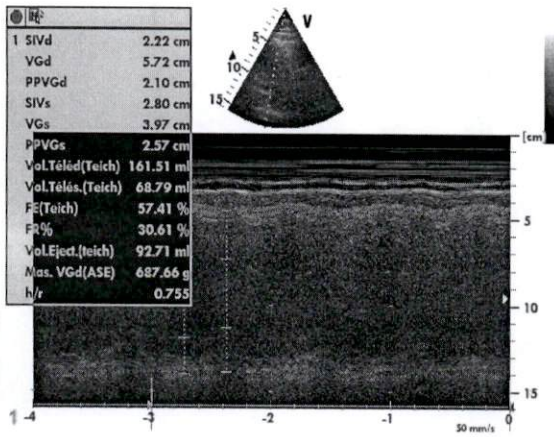 1 SIVd 2.22 cm
VGd 5.72 cm
PPVGd 2.10 cm
SIVs 2.80 cm
VGs 3.97 cm
PPVGs 2.57 cm
Vol.Téléd(Teich) 161.51 ml
Vol.Télés.(Teich) 68.79 ml
FE(Teich) 57.41 %
FR% 30.61 %
Vol.Eject.(teich) 92.71 ml
Mas. VGd(ASE) 687.66 g
h/r 0.755
V
5
10
15
[cm]
5
10
15
1 -4 -3 -2 -1 0
50 mm/s